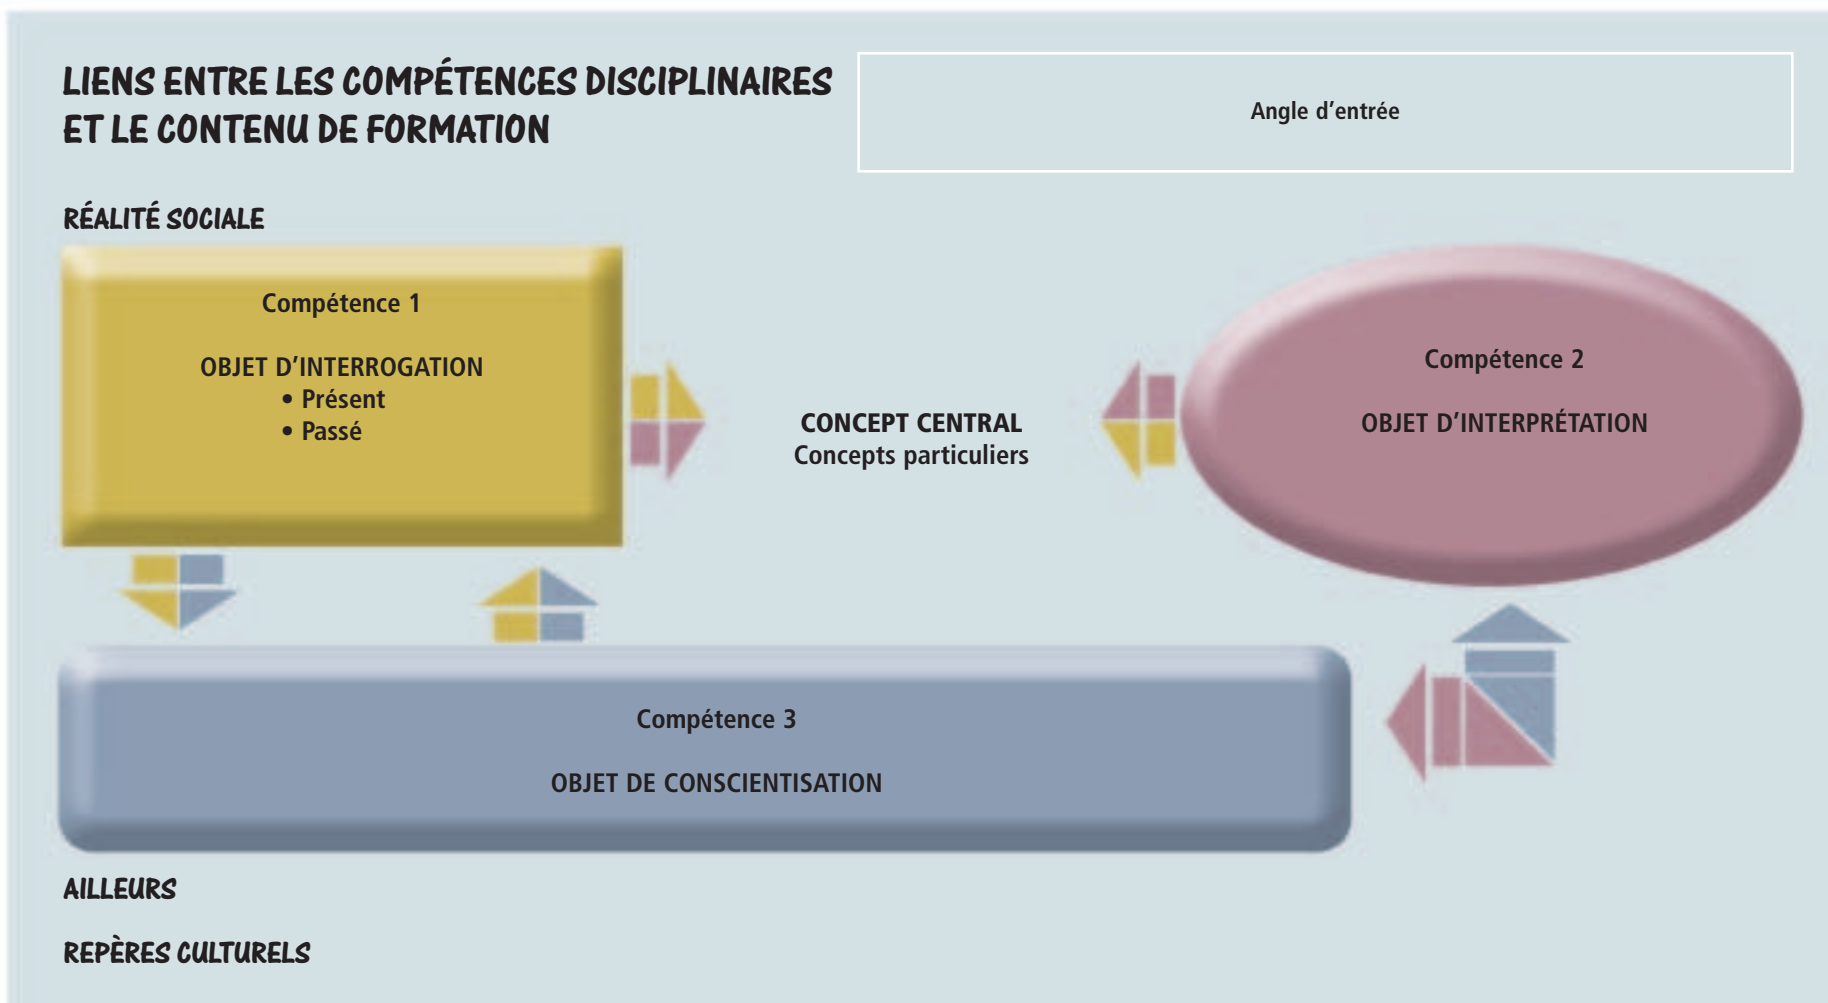 LIENS ENTRE LES COMPÉTENCES DISCIPLINAIRES
ET LE CONTENU DE FORMATION
Angle d’entrée
RÉALITÉ SOCIALE
Compétence 1
OBJET D’INTERROGATION
• Présent
• Passé
CONCEPT CENTRAL
Concepts particuliers
Compétence 2
OBJET D’INTERPRÉTATION
Compétence 3
OBJET DE CONSCIENTISATION
AILLEURS
REPÈRES CULTURELS